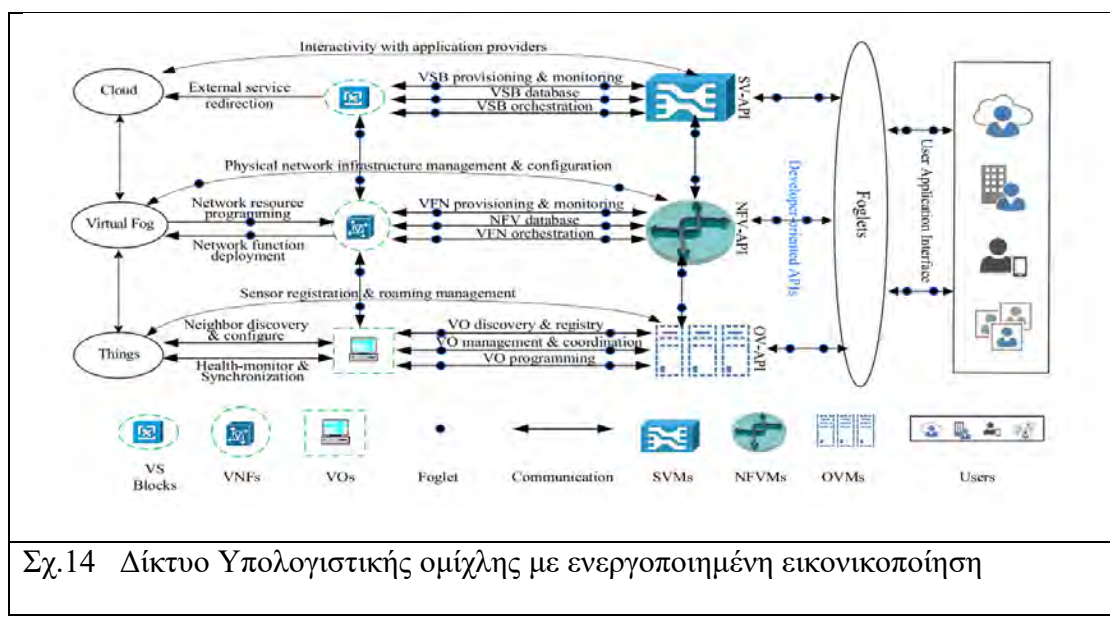 Interactivity with application providers
Cloud
External service
redirection
VSB provisioning & monitoring
VSB database
VSB orchestration
SV-API
Physical network infrastructure management & configuration
Virtual Fog
Network resource
programming
Network function
deployment
VFN provisioning & monitoring
NFV database
VFN orchestration
NFV-API
Developer-oriented APIs
Foglets
User Application Interface
Sensor registration & roaming management
Things
Neighbor discovery
& configure
Health-monitor &
Synchronization
VO discovery & registry
VO management & coordination
VO programming
OV-API
VS
Blocks
VNFs
VOs
Foglet
Communication
SVMs
NFVMs
OVMs
Users
Σχ.14 Δίκτυο Υπολογιστικής ομίχλης με ενεργοποιημένη εικονικοποίηση